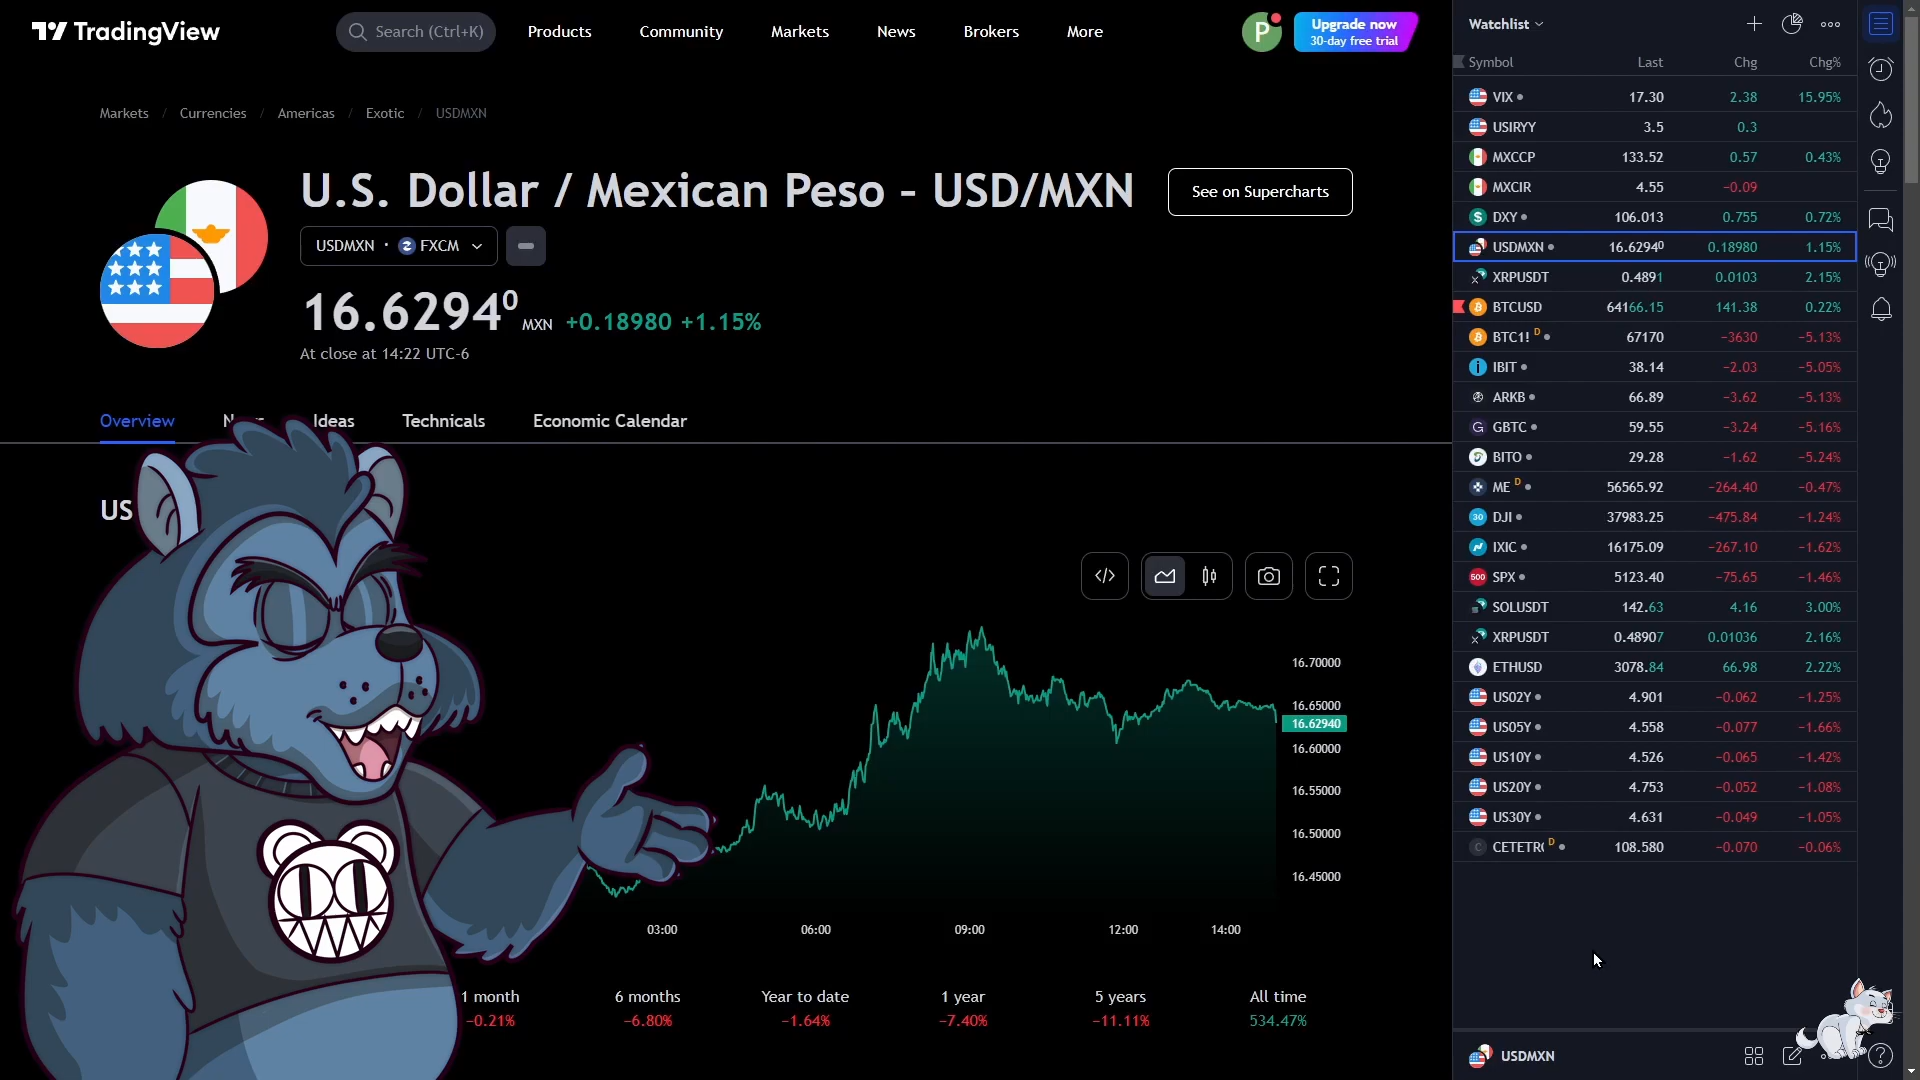 TradingView
Search (Ctrl+K)
Products
Community
Markets
News
Brokers
More
P
Upgrade now
30-day free trial
Markets / Currencies / Americas / Exotic / USDMXN
U.S. Dollar / Mexican Peso – USD/MXN
See on Supercharts
USDMXN • FXCM
16.62940 MXN +0.18980 +1.15%
At close at 14:22 UTC-6
Overview
Ideas
Technicals
Economic Calendar
US
16.70000
16.65000
16.62940
16.60000
16.55000
16.50000
16.45000
03:00 06:00 09:00 12:00 14:00
1 month 6 months Year to date 1 year 5 years All time
−0.21% −6.80% −1.64% −7.40% −11.11% 534.47%
Watchlist
Symbol Last Chg Chg%
VIX 17.30 2.38 15.95%
USIRYY 3.5 0.3
MXCCP 133.52 0.57 0.43%
MXCIR 4.55 −0.09
DXY 106.013 0.755 0.72%
USDMXN 16.62940 0.18980 1.15%
XRPUSDT 0.4891 0.0103 2.15%
BTCUSD 64166.15 141.38 0.22%
BTC1! D 67170 −3630 −5.13%
IBIT 38.14 −2.03 −5.05%
ARKB 66.89 −3.62 −5.13%
GBTC 59.55 −3.24 −5.16%
BITO 29.28 −1.62 −5.24%
ME D 56565.92 −264.40 −0.47%
30 DJI 37983.25 −475.84 −1.24%
IXIC 16175.09 −267.10 −1.62%
500 SPX 5123.40 −75.65 −1.46%
SOLUSDT 142.63 4.16 3.00%
XRPUSDT 0.48907 0.01036 2.16%
ETHUSD 3078.84 66.98 2.22%
US02Y 4.901 −0.062 −1.25%
US05Y 4.558 −0.077 −1.66%
US10Y 4.526 −0.065 −1.42%
US20Y 4.753 −0.052 −1.08%
US30Y 4.631 −0.049 −1.05%
C CETETR D 108.580 −0.070 −0.06%
USDMXN